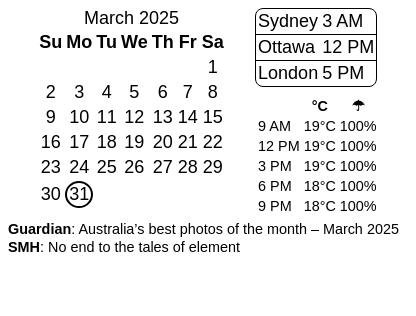 March 2025
Su Mo Tu We Th Fr Sa
1
2 3 4 5 6 7 8
9 10 11 12 13 14 15
16 17 18 19 20 21 22
23 24 25 26 27 28 29
30 31
Sydney 3 AM
Ottawa 12 PM
London 5 PM
°C ☂
9 AM 19°C 100%
12 PM 19°C 100%
3 PM 19°C 100%
6 PM 18°C 100%
9 PM 18°C 100%
Guardian: Australia’s best photos of the month – March 2025
SMH: No end to the tales of element